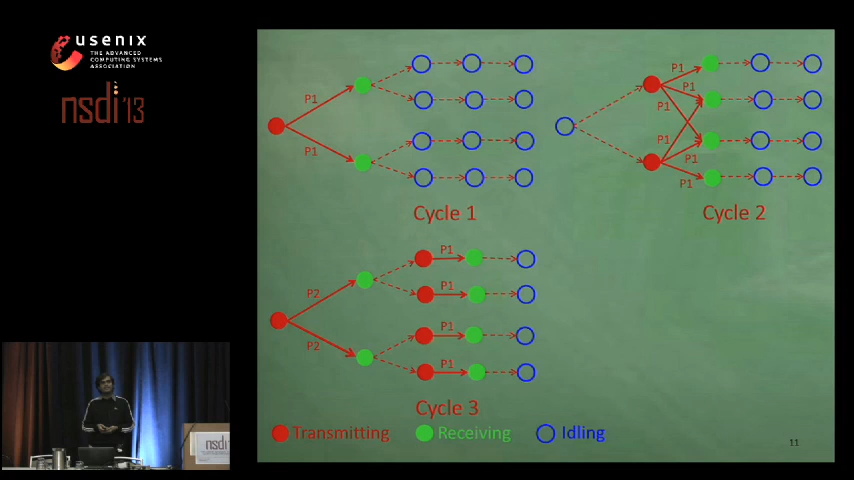 usenix
THE ADVANCED
COMPUTING SYSTEMS
ASSOCIATION
nsdi'13
P1
P1
Cycle 1
P1
P1
P1
P1
P1
P1
Cycle 2
P2
P2
P1
P1
P1
P1
Cycle 3
Transmitting
Receiving
Idling
11
nsdi